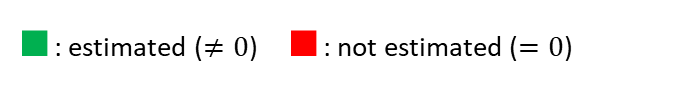 : estimated (≠ 0) : not estimated (= 0)